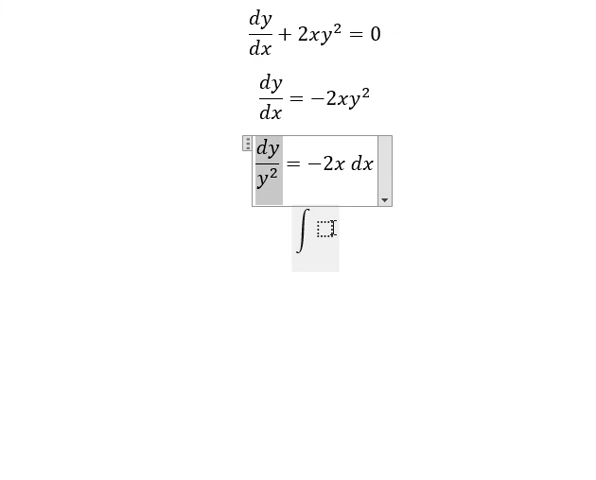 dy/dx + 2xy² = 0
dy/dx = −2xy²
dy/y² = −2x dx
∫